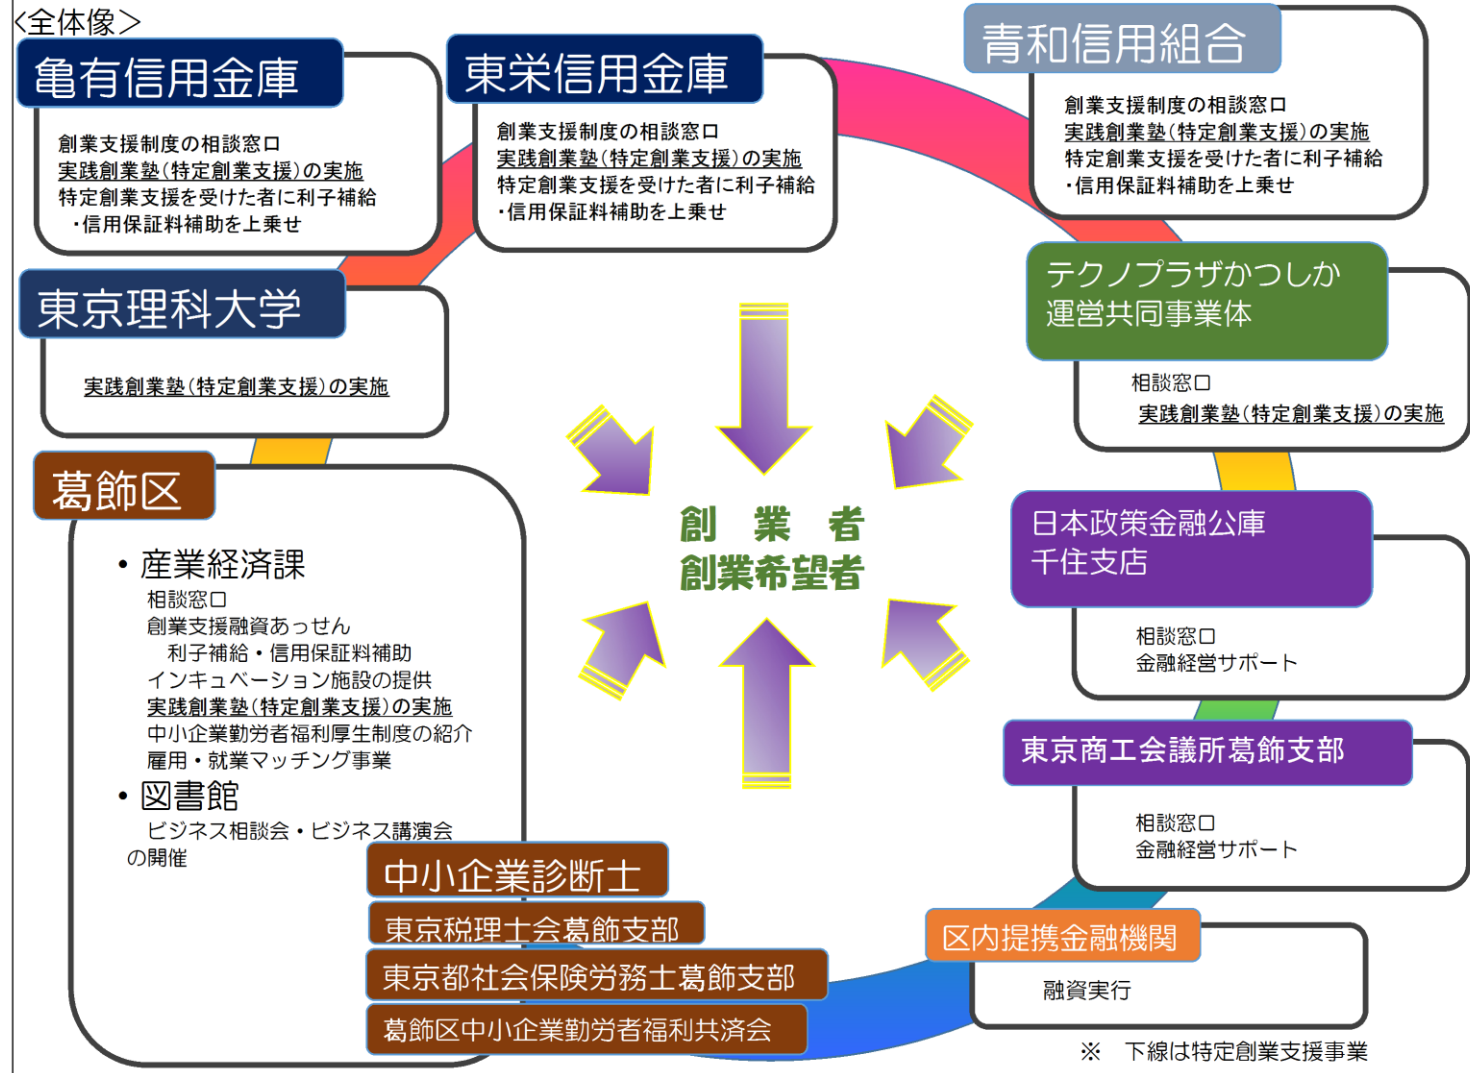 <全体像>
亀有信用金庫
創業支援制度の相談窓口
実践創業塾(特定創業支援)の実施
特定創業支援を受けた者に利子補給
・信用保証料補助を上乗せ
東栄信用金庫
創業支援制度の相談窓口
実践創業塾(特定創業支援)の実施
特定創業支援を受けた者に利子補給
・信用保証料補助を上乗せ
青和信用組合
創業支援制度の相談窓口
実践創業塾(特定創業支援)の実施
特定創業支援を受けた者に利子補給
・信用保証料補助を上乗せ
東京理科大学
実践創業塾(特定創業支援)の実施
テクノプラザかつしか
運営共同事業体
相談窓口
実践創業塾(特定創業支援)の実施
創 業 者
創業希望者
葛飾区
・産業経済課
相談窓口
創業支援融資あっせん
利子補給・信用保証料補助
インキュベーション施設の提供
実践創業塾(特定創業支援)の実施
中小企業勤労者福利厚生制度の紹介
雇用・就業マッチング事業
・図書館
ビジネス相談会・ビジネス講演会
の開催
日本政策金融公庫
千住支店
相談窓口
金融経営サポート
東京商工会議所葛飾支部
相談窓口
金融経営サポート
中小企業診断士
東京税理士会葛飾支部
東京都社会保険労務士葛飾支部
葛飾区中小企業勤労者福利共済会
区内提携金融機関
融資実行
※ 下線は特定創業支援事業